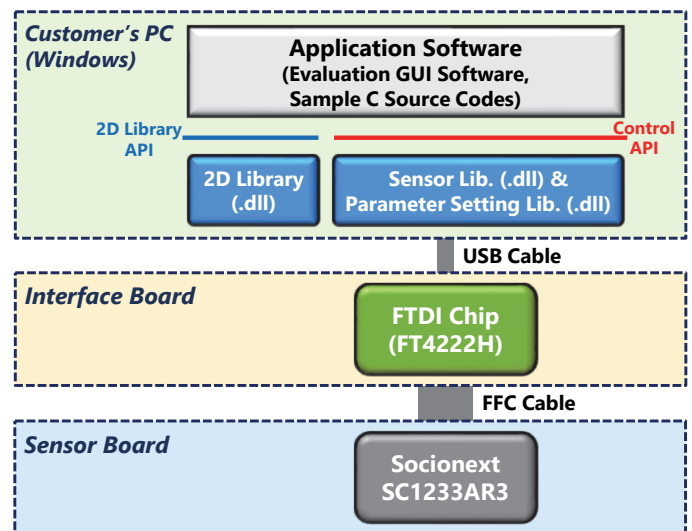 Customer's PC
(Windows)
Application Software
(Evaluation GUI Software,
Sample C Source Codes)
2D Library
API
Control
API
2D Library
(.dll)
Sensor Lib. (.dll) &
Parameter Setting Lib. (.dll)
USB Cable
Interface Board
FTDI Chip
(FT4222H)
FFC Cable
Sensor Board
Socionext
SC1233AR3